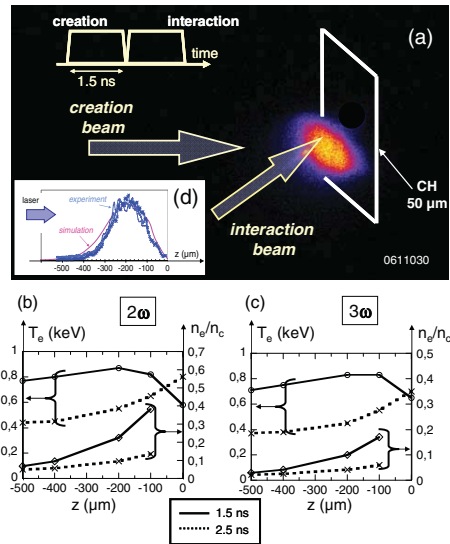 creation
interaction
time
1.5 ns
(a)
creation
beam
(d)
laser
experiment
simulation
-500 -400 -300 -200 -100 0
z (µm)
interaction
beam
CH
50 µm
0611030
(b)
2ω
T_e (keV)
n_e/n_c
1
0.8
0.6
0.4
0.2
0
0,7
0,6
0,5
0,4
0,3
0,2
0,1
0
-500 -400 -300 -200 -100 0
z (µm)
(c)
3ω
T_e (keV)
n_e/n_c
1
0.8
0.6
0.4
0.2
0
0,5
0,4
0,3
0,2
0,1
0
-500 -400 -300 -200 -100 0
z (µm)
1.5 ns
2.5 ns